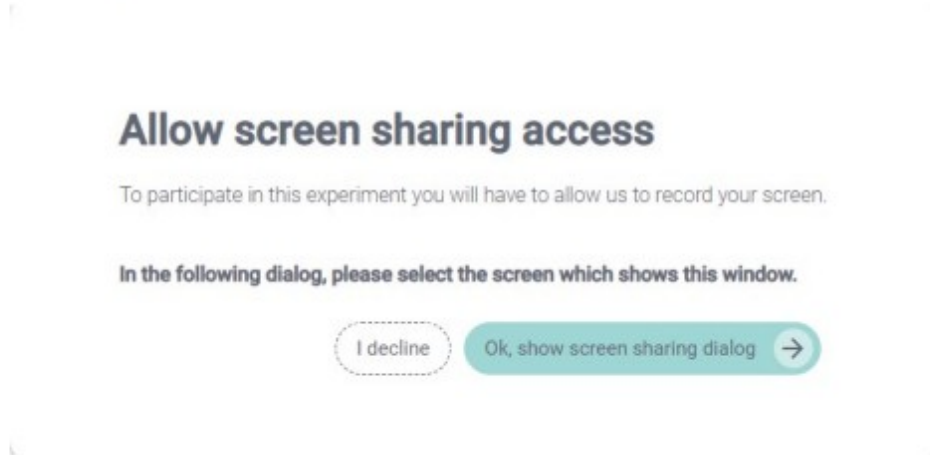 Allow screen sharing access
To participate in this experiment you will have to allow us to record your screen.
In the following dialog, please select the screen which shows this window.
I decline
Ok, show screen sharing dialog